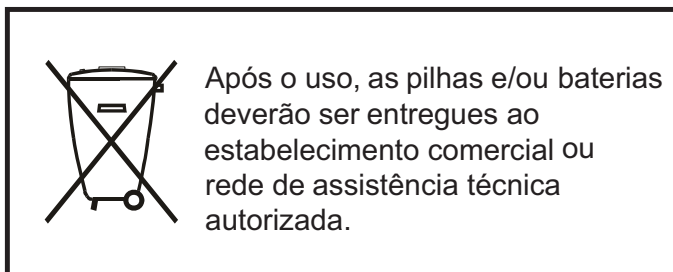 Após o uso, as pilhas e/ou baterias
deverão ser entregues ao
estabelecimento comercial ou
rede de assistência técnica
autorizada.